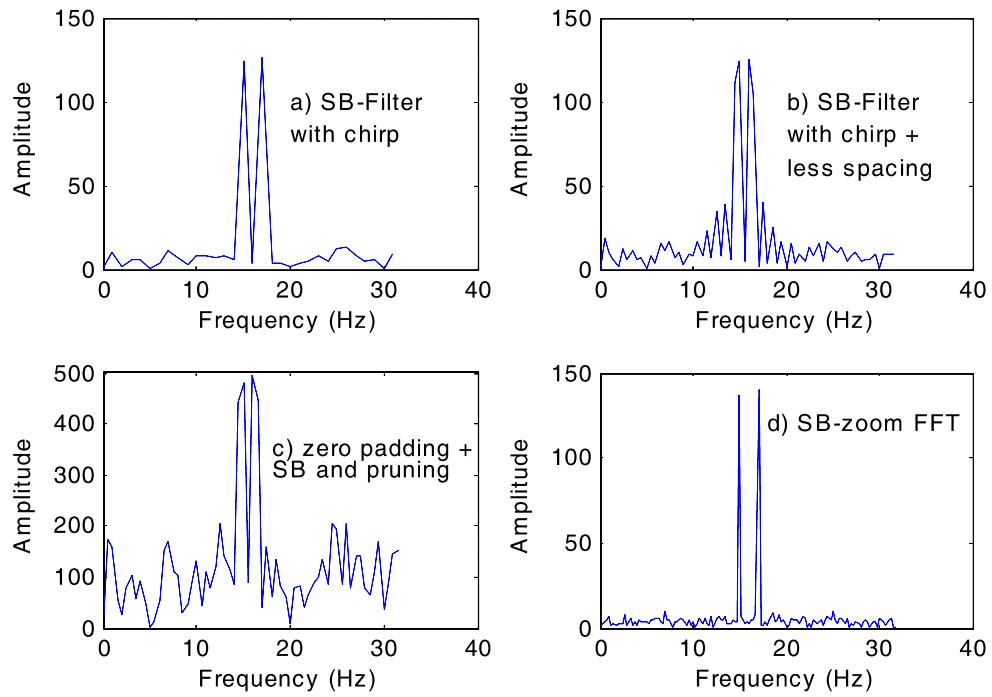 150
100
50
0
Amplitude
a) SB-Filter
with chirp
0 10 20 30 40
Frequency (Hz)
150
100
50
0
Amplitude
b) SB-Filter
with chirp +
less spacing
0 10 20 30 40
Frequency (Hz)
500
400
300
200
100
0
Amplitude
c) zero padding +
SB and pruning
0 10 20 30 40
Frequency (Hz)
150
100
50
0
Amplitude
d) SB-zoom FFT
0 10 20 30 40
Frequency (Hz)